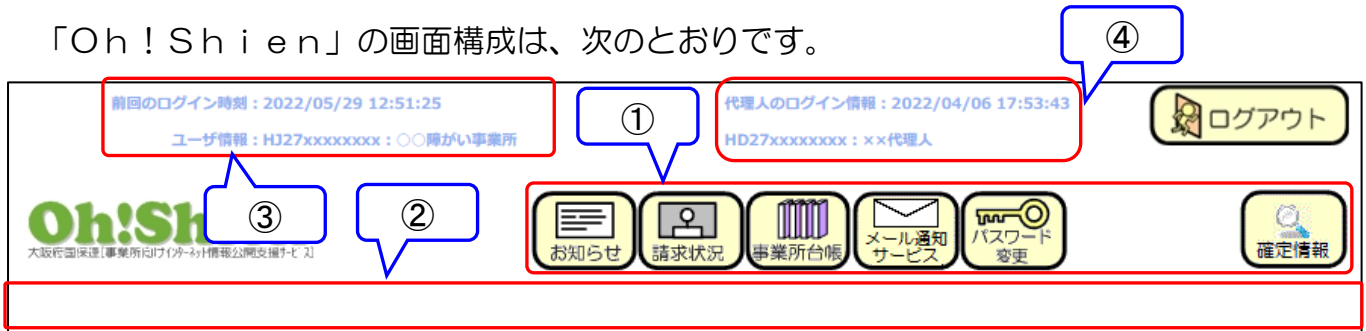 「Oh！Shien」の画面構成は、次のとおりです。
④
前回のログイン時刻：2022/05/29 12:51:25
代理人のログイン情報：2022/04/06 17:53:43
①
ログアウト
ユーザ情報：HJ27xxxxxxxx：○○障がい事業所
HD27xxxxxxxx：××代理人
③
②
Oh!Sh
大阪府国保連[事業所向けｲﾝﾀｰﾈｯﾄ情報公開支援ｻｰﾋﾞｽ]
お知らせ
請求状況
事業所台帳
メール通知
サービス
パスワード
変更
確定情報